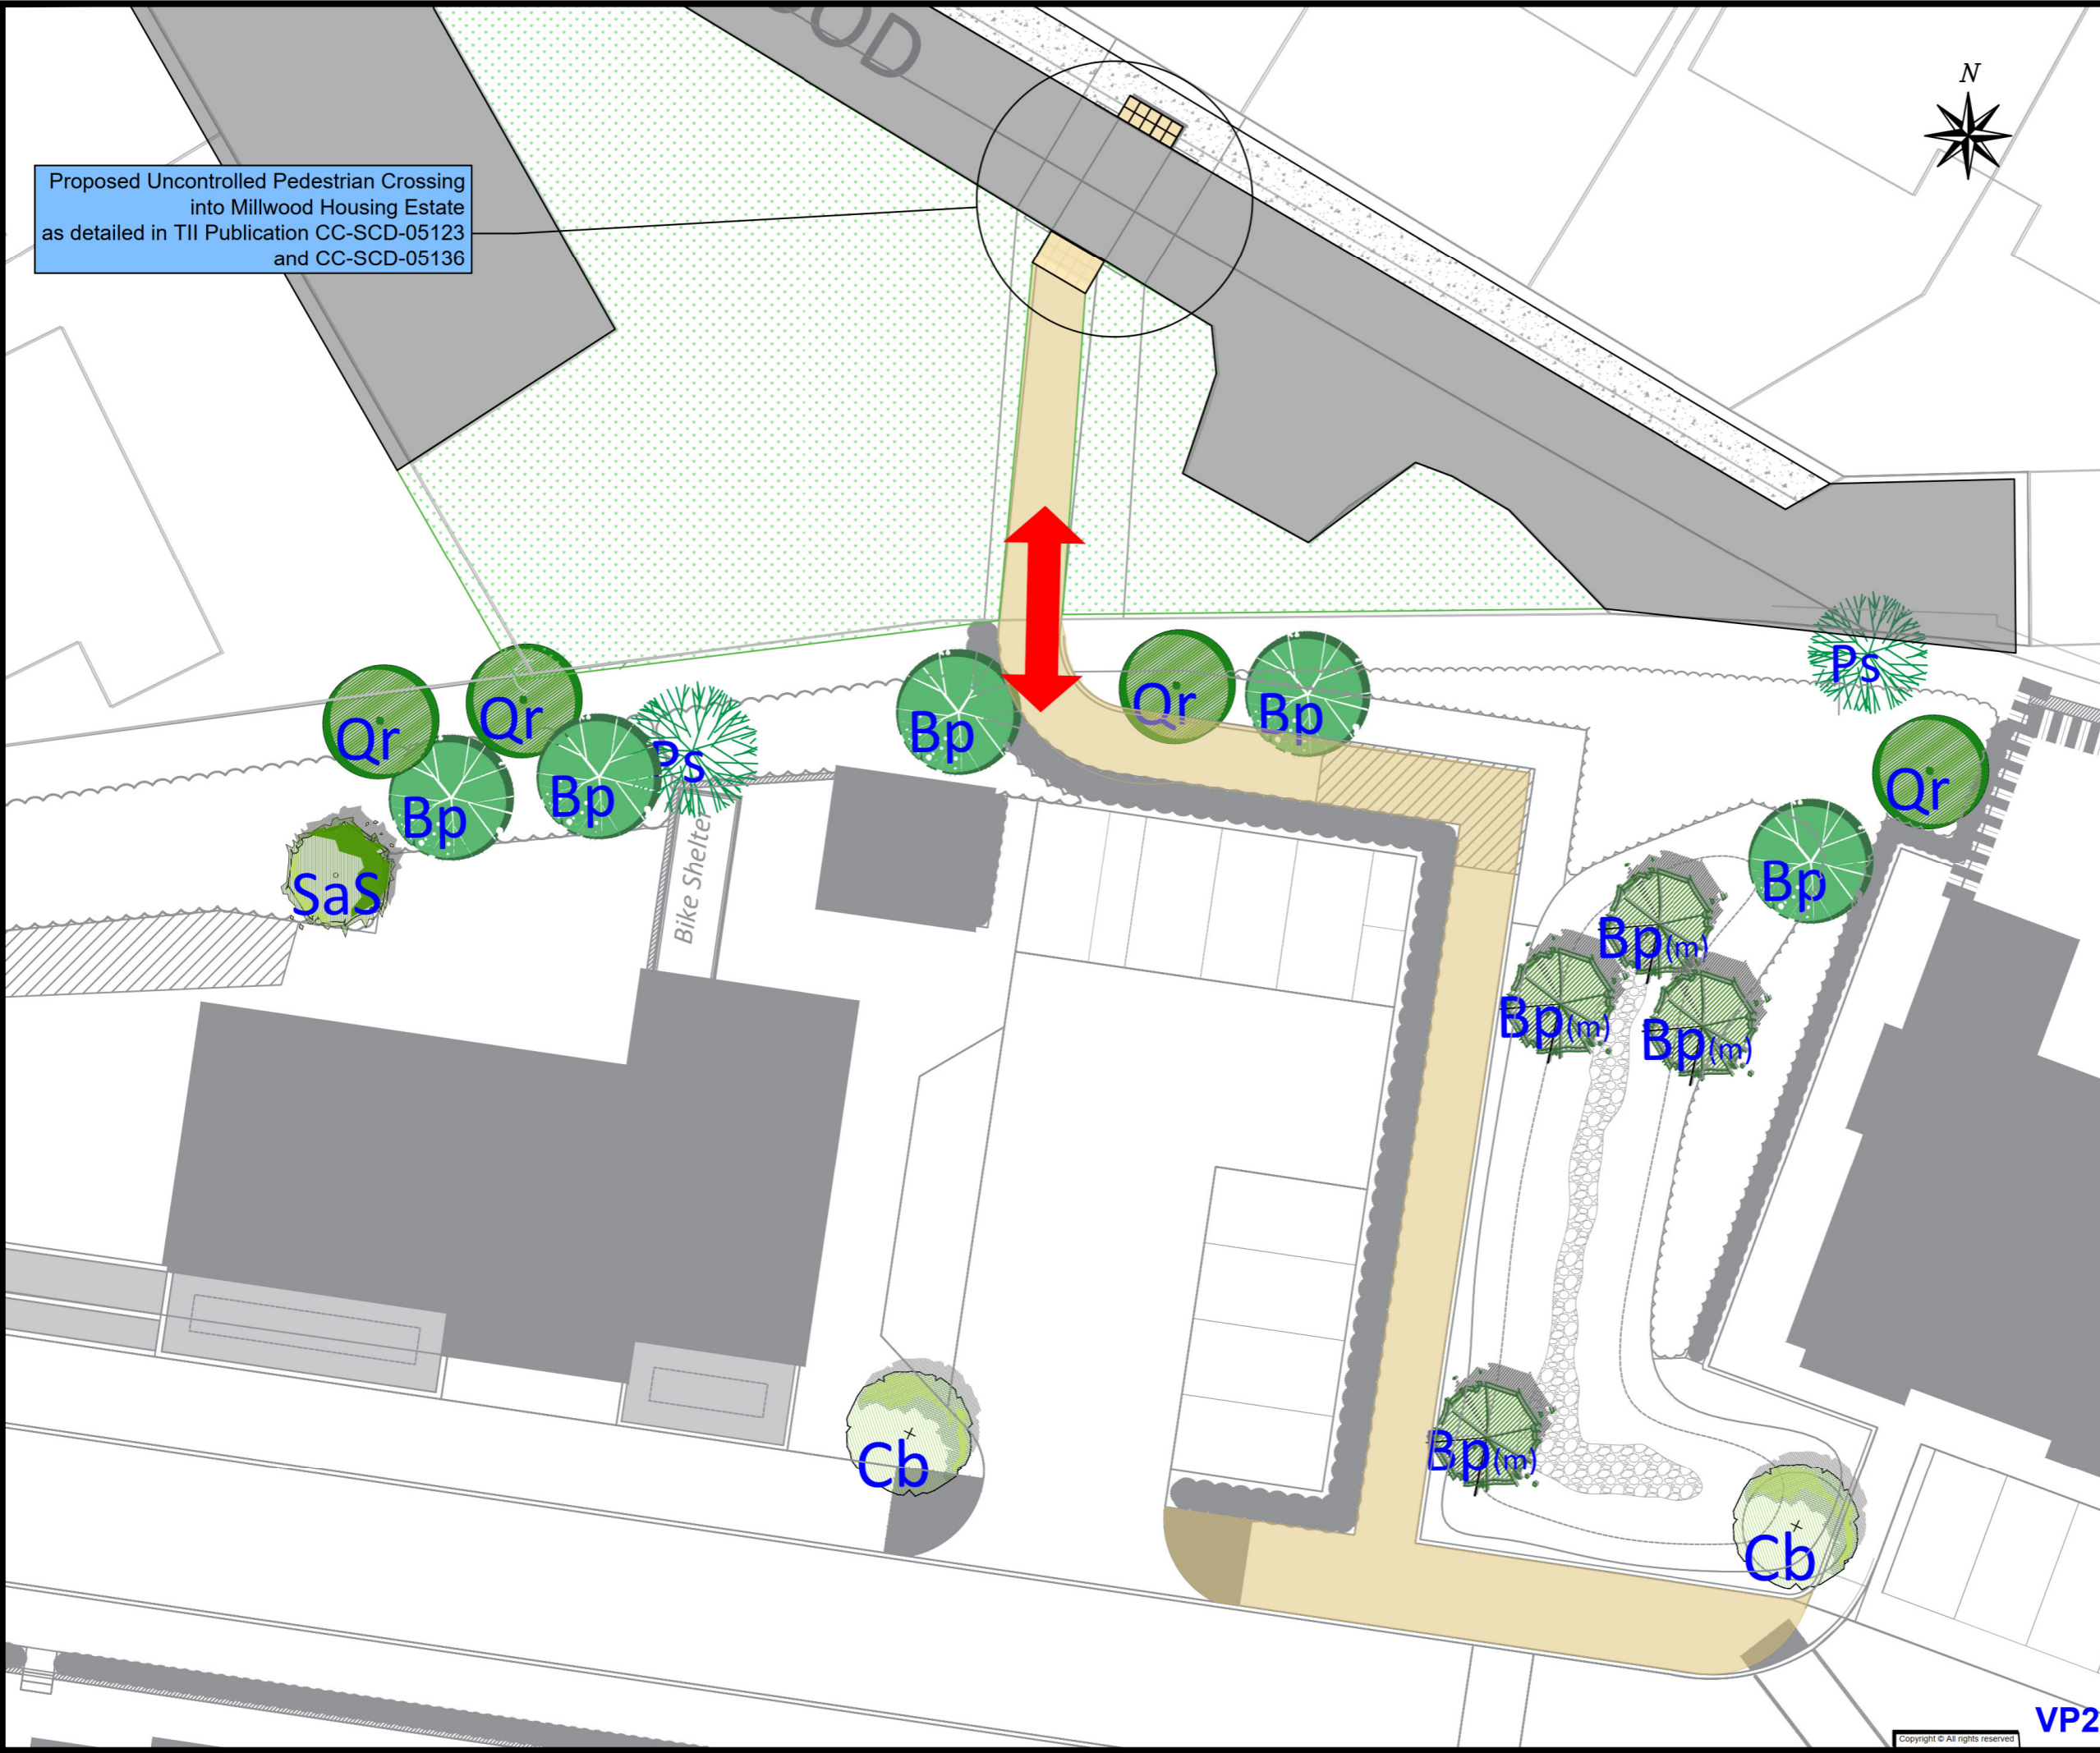 OOD
N
Proposed Uncontrolled Pedestrian Crossing
into Millwood Housing Estate
as detailed in TII Publication CC-SCD-05123
and CC-SCD-05136
Ps
Qr
Qr
Bp
Qr
Bp
Ps
Bp
Bp
Qr
SaS
Bike Shelter
Bp
Bp(m)
Bp(m)
Bp(m)
Bp(m)
Cb
Cb
VP2
Copyright © All rights reserved